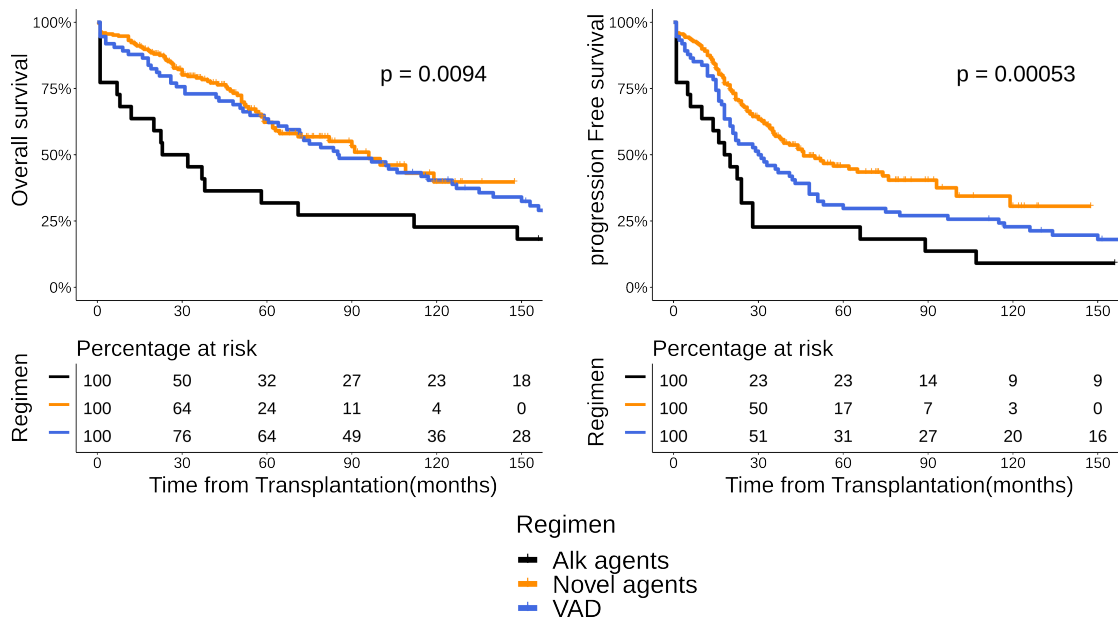 Overall survival
100%
75%
50%
25%
0%
p = 0.0094
0 30 60 90 120 150
Percentage at risk
Regimen
100 50 32 27 23 18
100 64 24 11 4 0
100 76 64 49 36 28
0 30 60 90 120 150
Time from Transplantation(months)
progression Free survival
100%
75%
50%
25%
0%
p = 0.00053
0 30 60 90 120 150
Percentage at risk
Regimen
100 23 23 14 9 9
100 50 17 7 3 0
100 51 31 27 20 16
0 30 60 90 120 150
Time from Transplantation(months)
Regimen
Alk agents
Novel agents
VAD